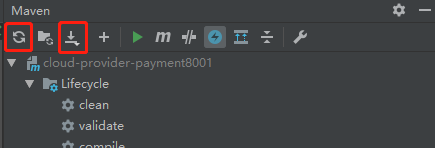 Maven
m
cloud-provider-payment8001
Lifecycle
clean
validate
compile